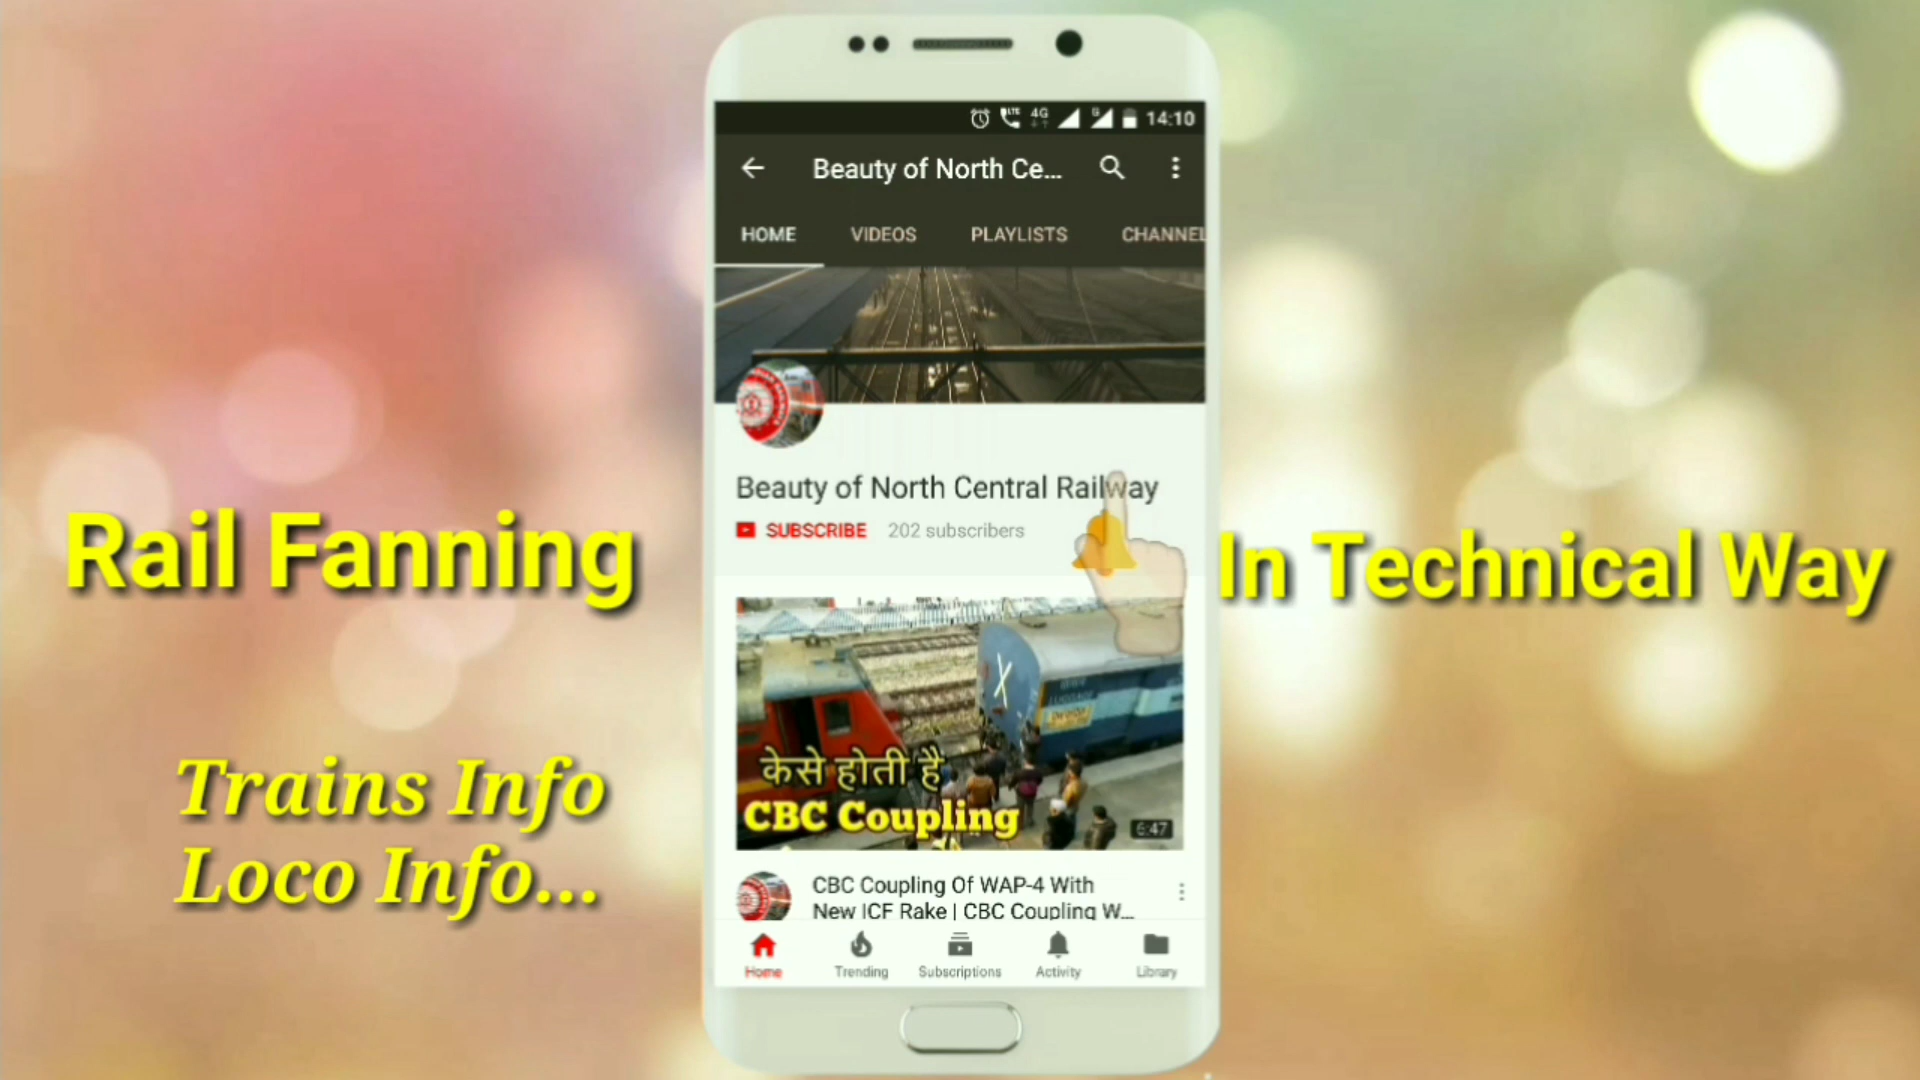 14:10
Beauty of North Ce...
HOME VIDEOS PLAYLISTS CHANNEL
Beauty of North Central Railway
SUBSCRIBE 202 subscribers
Rail Fanning
In Technical Way
Trains Info
Loco Info...
केसे होती है
CBC Coupling
6:47
CBC Coupling Of WAP-4 With
New ICF Rake | CBC Coupling W...
Home Trending Subscriptions Activity Library